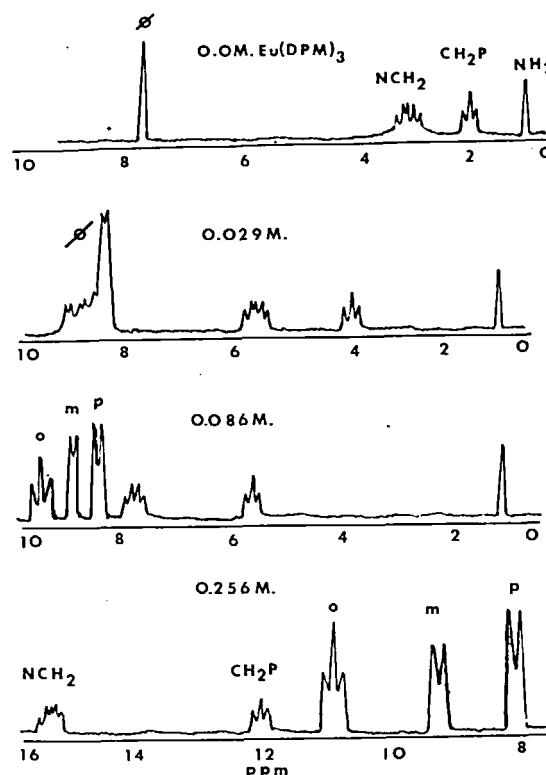 ø
O.OM. Eu(DPM)3
NCH2
CH2P
NH2
10 8 6 4 2 0
ø
0.029M.
10 8 6 4 2 0
o m p
0.086M.
10 8 6 4 2 0
0.256M.
NCH2
CH2P
o
m
p
16 14 12 10 8
ppm